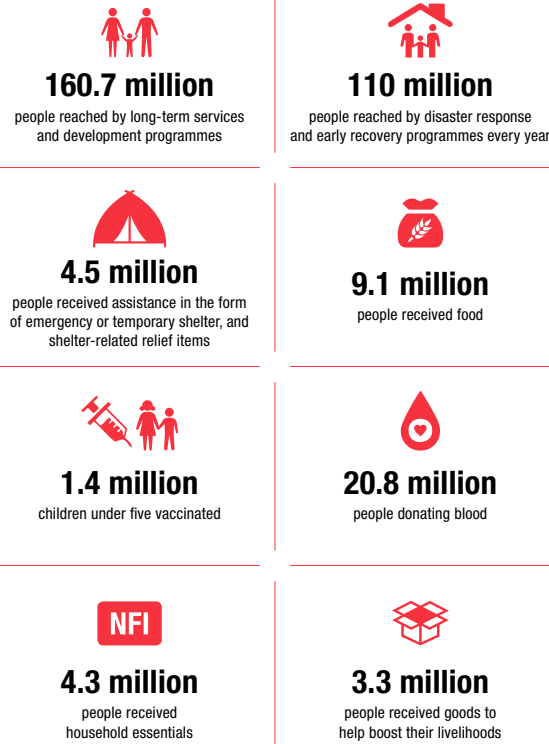 160.7 million
people reached by long-term services
and development programmes
110 million
people reached by disaster response
and early recovery programmes every year
4.5 million
people received assistance in the form
of emergency or temporary shelter, and
shelter-related relief items
9.1 million
people received food
1.4 million
children under five vaccinated
20.8 million
people donating blood
NFI
4.3 million
people received
household essentials
3.3 million
people received goods to
help boost their livelihoods